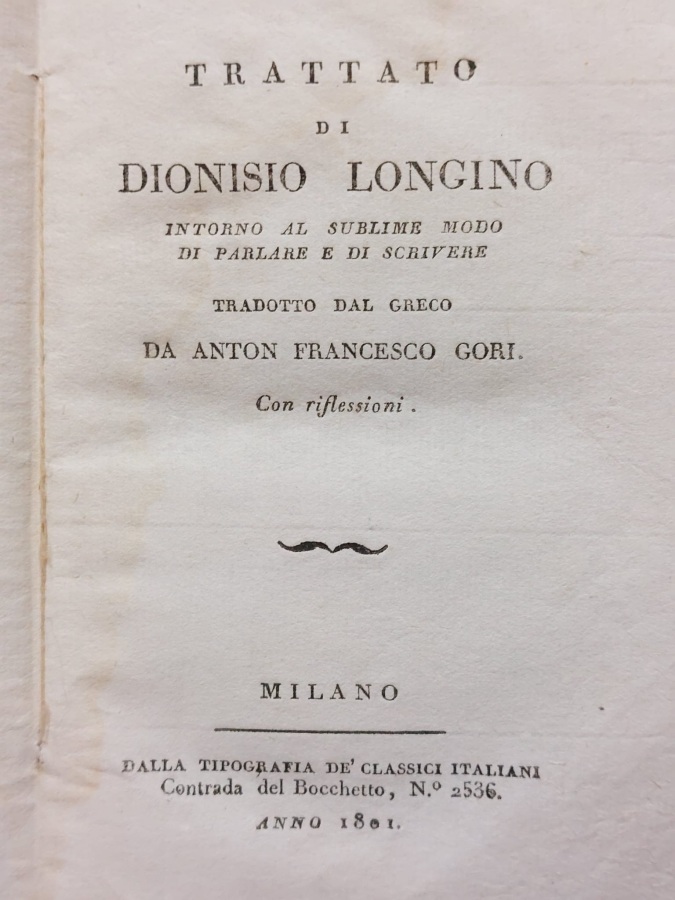 TRATTATO
DI
DIONISIO LONGINO
INTORNO AL SUBLIME MODO
DI PARLARE E DI SCRIVERE
TRADOTTO DAL GRECO
DA ANTON FRANCESCO GORI.
Con riflessioni.
MILANO
DALLA TIPOGRAFIA DE' CLASSICI ITALIANI
Contrada del Bocchetto, N.º 2536.
ANNO 1801.